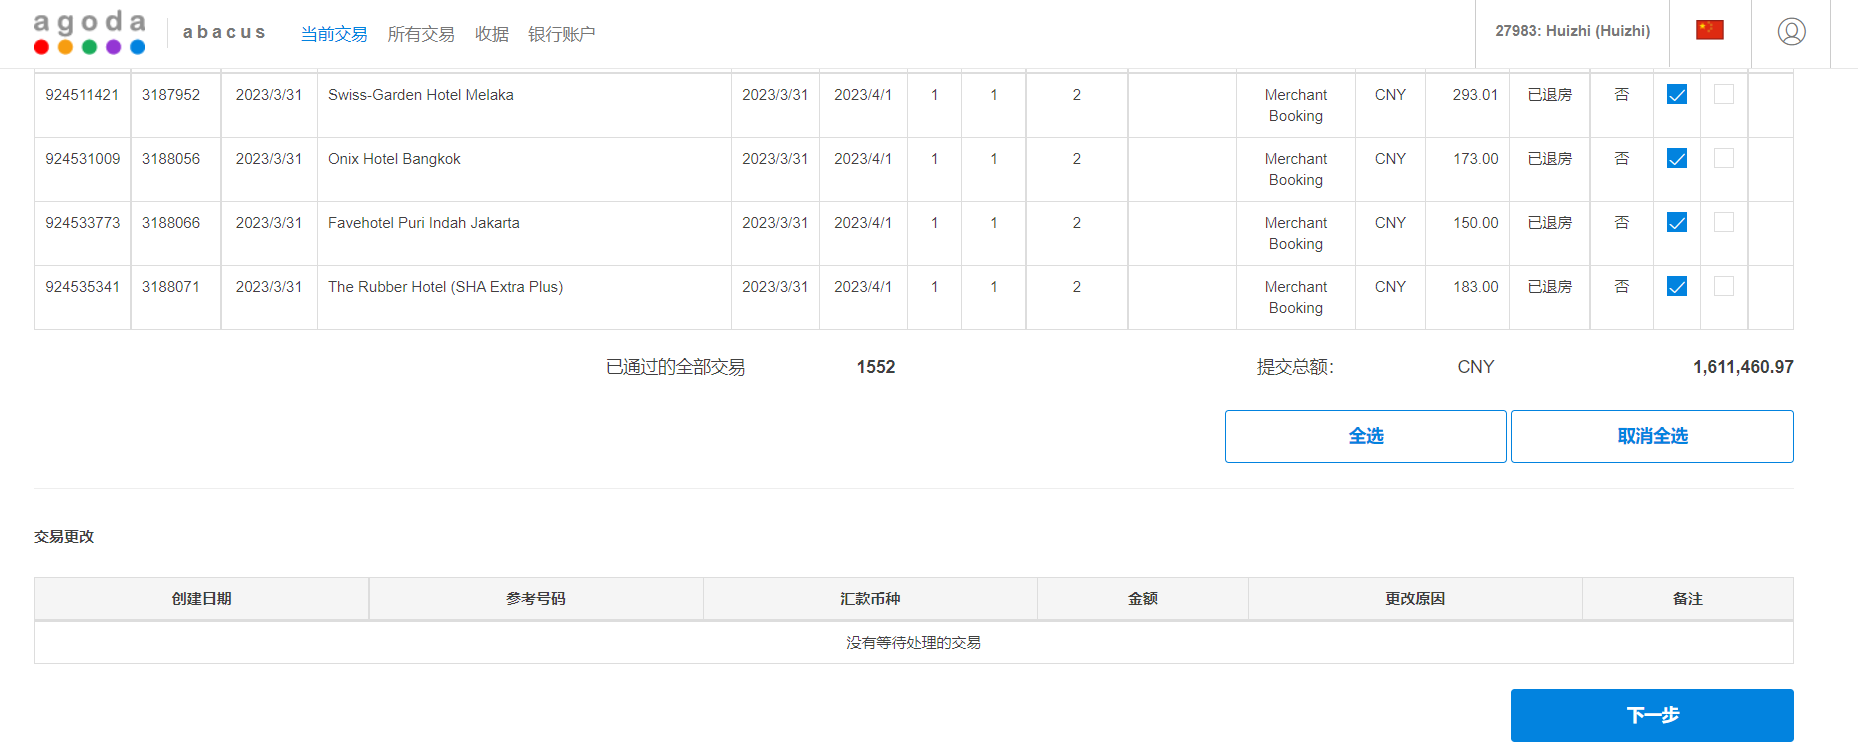 agoda abacus 当前交易 所有交易 收据 银行账户 27983: Huizhi (Huizhi)
924511421 3187952 2023/3/31 Swiss-Garden Hotel Melaka 2023/3/31 2023/4/1 1 1 2 Merchant Booking CNY 293.01 已退房 否
924531009 3188056 2023/3/31 Onix Hotel Bangkok 2023/3/31 2023/4/1 1 1 2 Merchant Booking CNY 173.00 已退房 否
924533773 3188066 2023/3/31 Favehotel Puri Indah Jakarta 2023/3/31 2023/4/1 1 1 2 Merchant Booking CNY 150.00 已退房 否
924535341 3188071 2023/3/31 The Rubber Hotel (SHA Extra Plus) 2023/3/31 2023/4/1 1 1 2 Merchant Booking CNY 183.00 已退房 否
已通过的全部交易 1552 提交总额: CNY 1,611,460.97
全选 取消全选
交易更改
创建日期 参考号码 汇款币种 金额 更改原因 备注
没有等待处理的交易
下一步